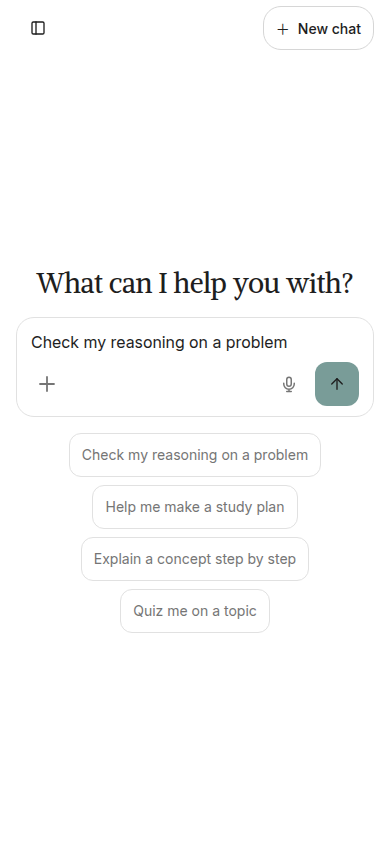 New chat
What can I help you with?
Check my reasoning on a problem
Check my reasoning on a problem
Help me make a study plan
Explain a concept step by step
Quiz me on a topic